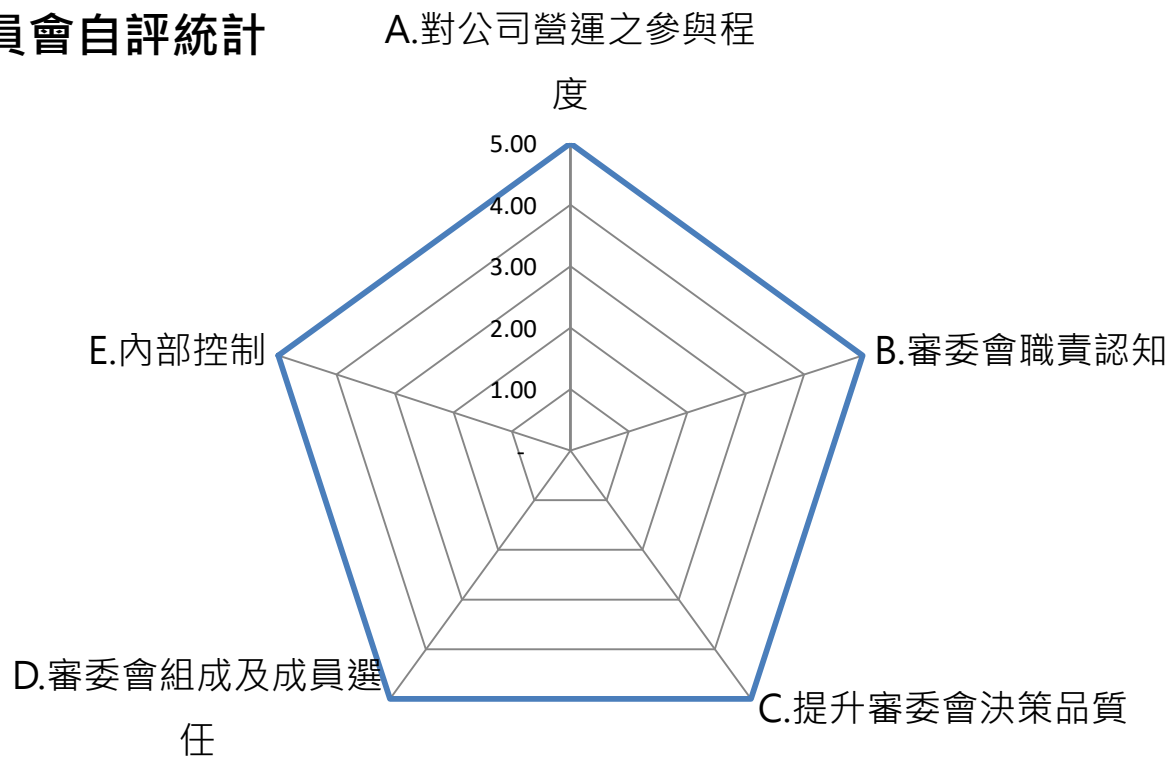 員會自評統計
A.對公司營運之參與程
度
5.00
4.00
3.00
2.00
1.00
-
E.內部控制
B.審委會職責認知
D.審委會組成及成員選
任
C.提升審委會決策品質